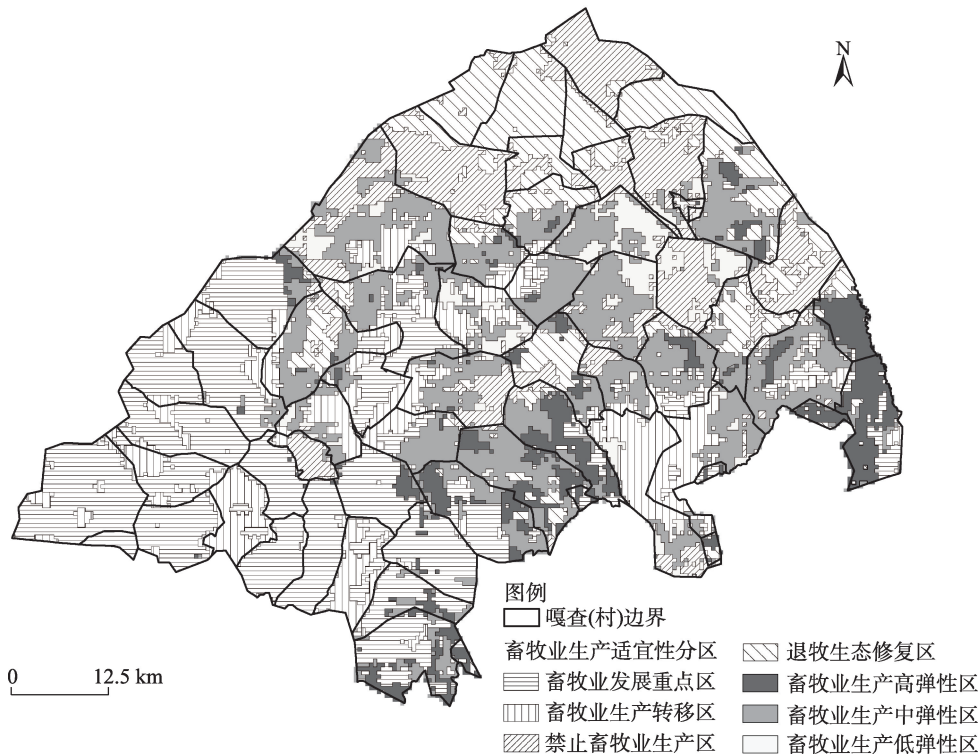 N
图例
嘎查(村)边界
畜牧业生产适宜性分区
畜牧业发展重点区
畜牧业生产转移区
禁止畜牧业生产区
退牧生态修复区
畜牧业生产高弹性区
畜牧业生产中弹性区
畜牧业生产低弹性区
0 12.5 km